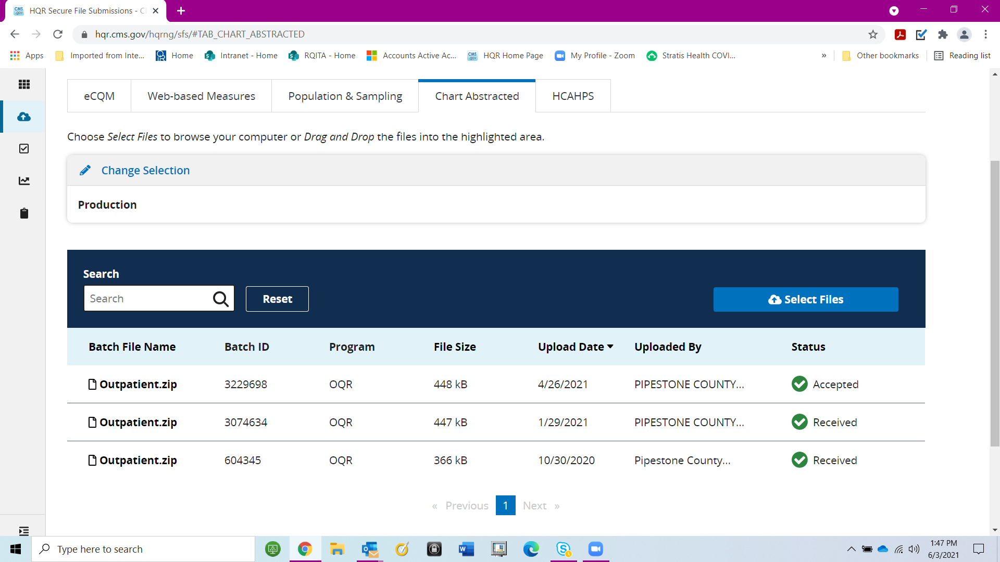 HQR Secure File Submissions - C
hqr.cms.gov/hqrng/sfs/#TAB_CHART_ABSTRACTED
Apps Imported from Inte... Home Intranet - Home RQITA - Home Accounts Active Ac... CMS.gov HQR Home Page My Profile - Zoom Stratis Health COVI... » Other bookmarks Reading list
eCQM Web-based Measures Population & Sampling Chart Abstracted HCAHPS
Choose Select Files to browse your computer or Drag and Drop the files into the highlighted area.
Change Selection
Production
Search
Search Reset Select Files
Batch File Name Batch ID Program File Size Upload Date Uploaded By Status
Outpatient.zip 3229698 OQR 448 kB 4/26/2021 PIPESTONE COUNTY... Accepted
Outpatient.zip 3074634 OQR 447 kB 1/29/2021 PIPESTONE COUNTY... Received
Outpatient.zip 604345 OQR 366 kB 10/30/2020 Pipestone County... Received
« Previous 1 Next »
Type here to search
1:47 PM
6/3/2021